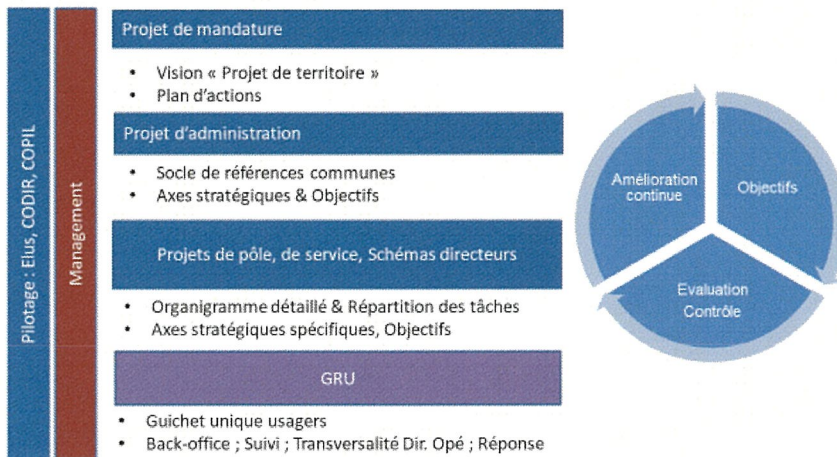 Pilotage : Elus, CODIR, COPIL
Management
Projet de mandature
• Vision « Projet de territoire »
• Plan d'actions
Projet d'administration
• Socle de références communes
• Axes stratégiques & Objectifs
Projets de pôle, de service, Schémas directeurs
• Organigramme détaillé & Répartition des tâches
• Axes stratégiques spécifiques, Objectifs
GRU
• Guichet unique usagers
• Back-office ; Suivi ; Transversalité Dir. Opé ; Réponse
Amélioration
continue
Objectifs
Evaluation
Contrôle